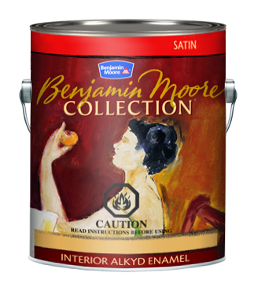 SATIN
Benjamin
Moore
Benjamin Moore
COLLECTION
CAUTION
READ INSTRUCTIONS BEFORE USING
INTERIOR ALKYD ENAMEL